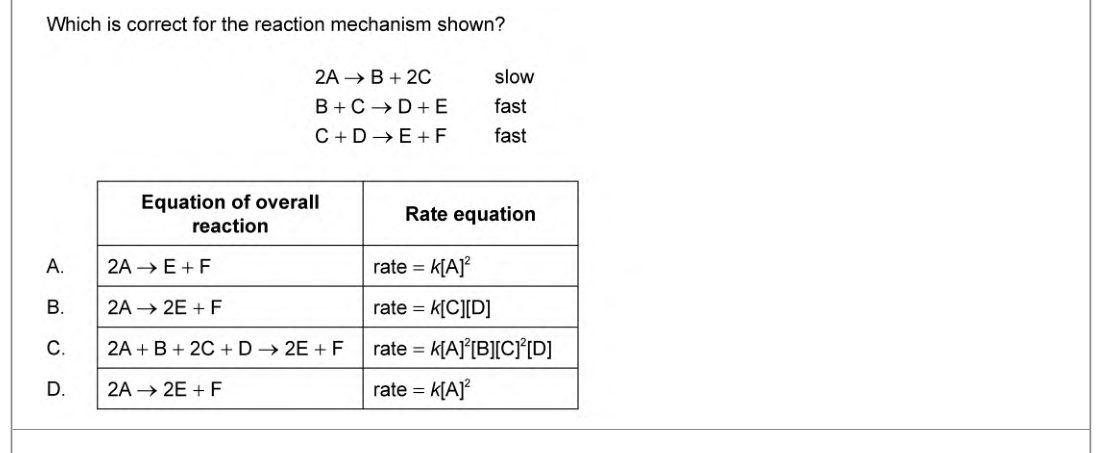 Which is correct for the reaction mechanism shown?
2A → B + 2C slow
B + C → D + E fast
C + D → E + F fast
Equation of overall reaction Rate equation
A. 2A → E + F rate = k[A]²
B. 2A → 2E + F rate = k[C][D]
C. 2A + B + 2C + D → 2E + F rate = k[A]²[B][C]²[D]
D. 2A → 2E + F rate = k[A]²